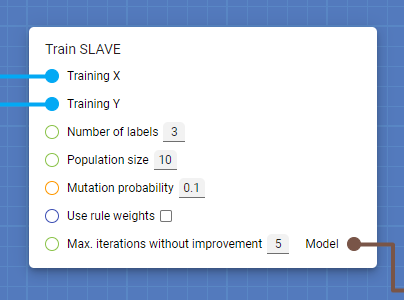 Train SLAVE
Training X
Training Y
Number of labels 3
Population size 10
Mutation probability 0.1
Use rule weights
Max. iterations without improvement 5 Model